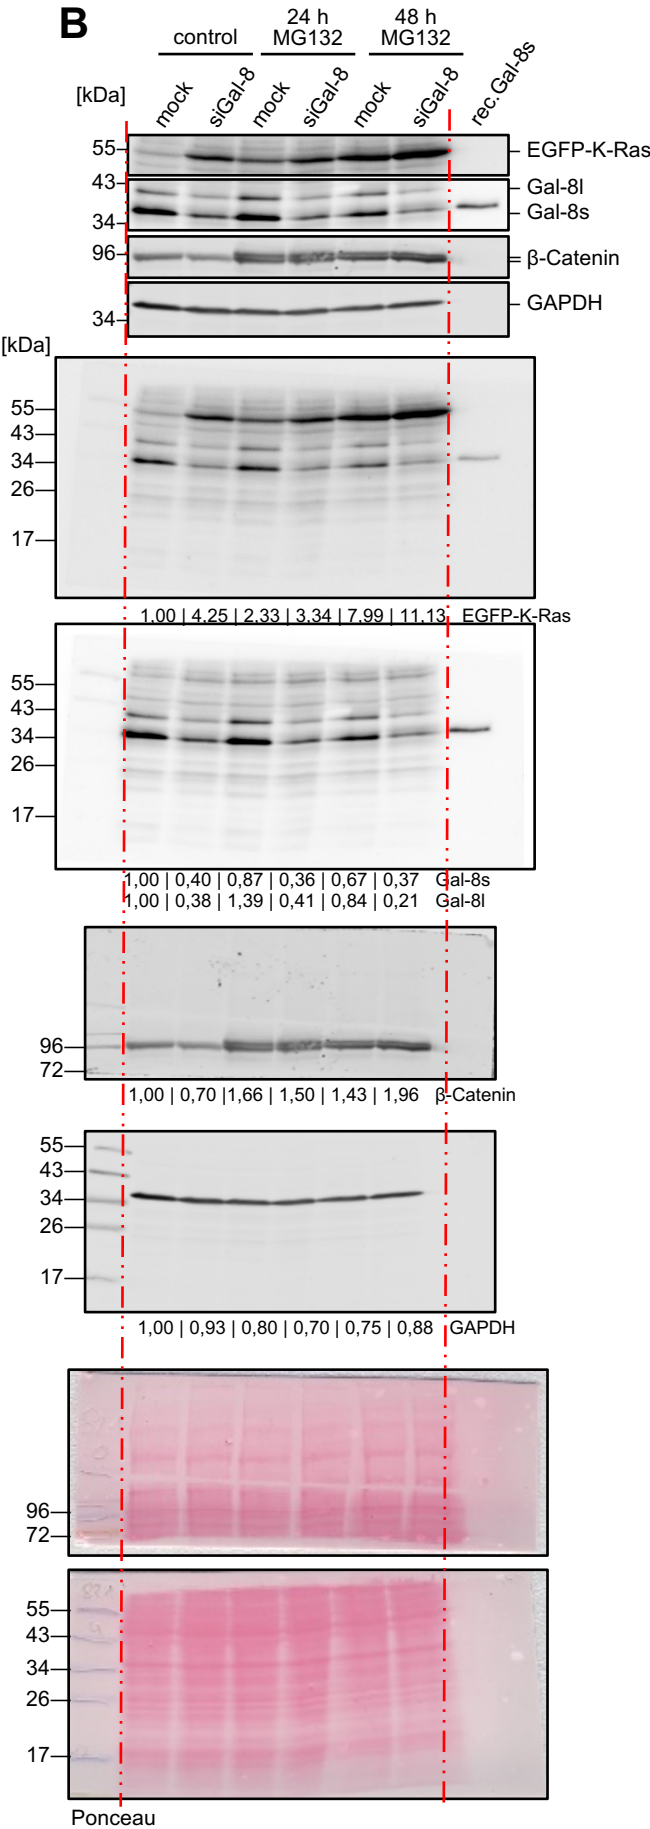 B
control
24 h
MG132
48 h
MG132
[kDa]
mock
siGal-8
mock
siGal-8
mock
siGal-8
rec. Gal-8s
55
EGFP-K-Ras
43
Gal-8l
Gal-8s
34
96
β-Catenin
GAPDH
34
[kDa]
55
43
34
26
17
1.00 | 4.25 | 2.33 | 3.34 | 7.99 | 11.13 EGFP-K-Ras
55
43
34
26
17
1,00 | 0,40 | 0,87 | 0,36 | 0,67 | 0,37 Gal-8s
1,00 | 0,38 | 1,39 | 0,41 | 0,84 | 0,21 Gal-8l
96
72
1,00 | 0,70 |1,66 | 1,50 | 1,43 | 1,96 β-Catenin
55
43
34
26
17
1,00 | 0,93 | 0,80 | 0,70 | 0,75 | 0,88 GAPDH
96
72
55
43
34
26
17
Ponceau